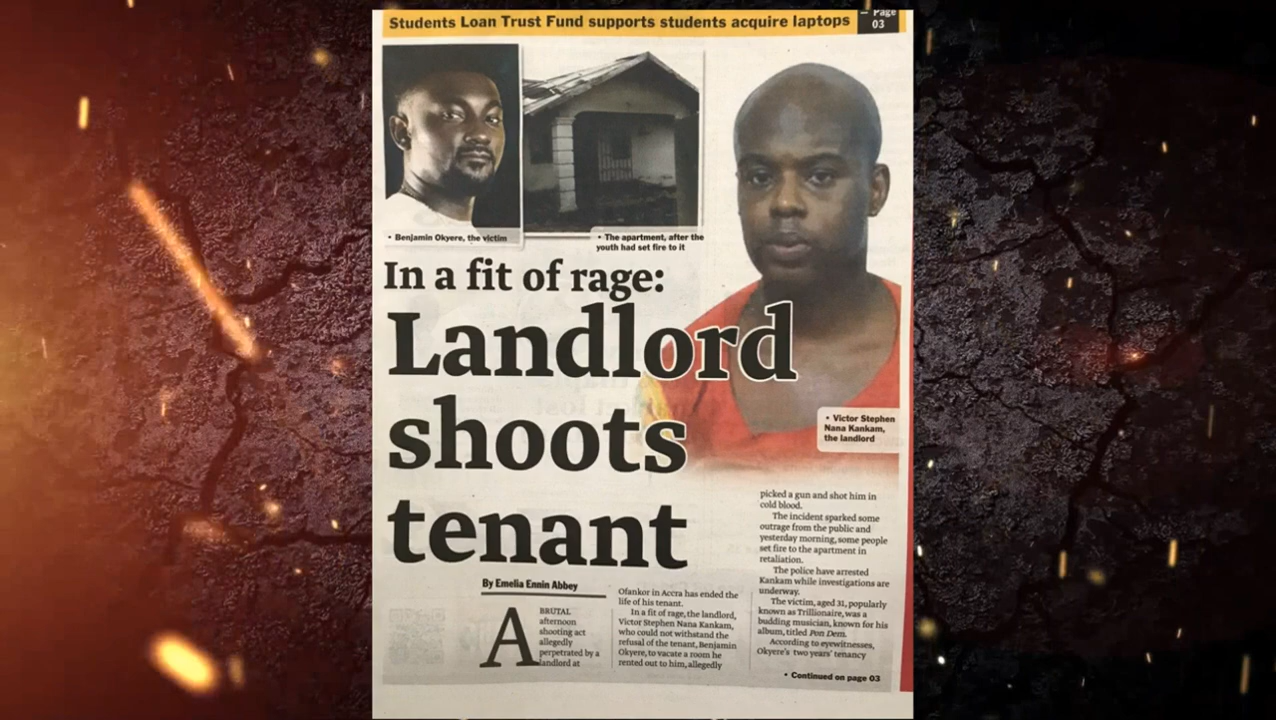 Students Loan Trust Fund supports students acquire laptops
— Page
03
• Benjamin Okyere, the victim
• The apartment, after the
youth had set fire to it
In a fit of rage:
Landlord
shoots
tenant
• Victor Stephen
Nana Kankam,
the landlord
By Emelia Ennin Abbey
A BRUTAL
afternoon
shooting act
allegedly
perpetrated by a
landlord at
Ofankor in Accra has ended the
life of his tenant.
In a fit of rage, the landlord,
Victor Stephen Nana Kankam,
who could not withstand the
refusal of the tenant, Benjamin
Okyere, to vacate a room he
rented out to him, allegedly
picked a gun and shot him in
cold blood.
The incident sparked some
outrage from the public and
yesterday morning, some people
set fire to the apartment in
retaliation.
The police have arrested
Kankam while investigations are
underway.
The victim, aged 31, popularly
known as Trillionaire, was a
budding musician, known for his
album, titled Pon Dem.
According to eyewitnesses,
Okyere's two years' tenancy
• Continued on page 03